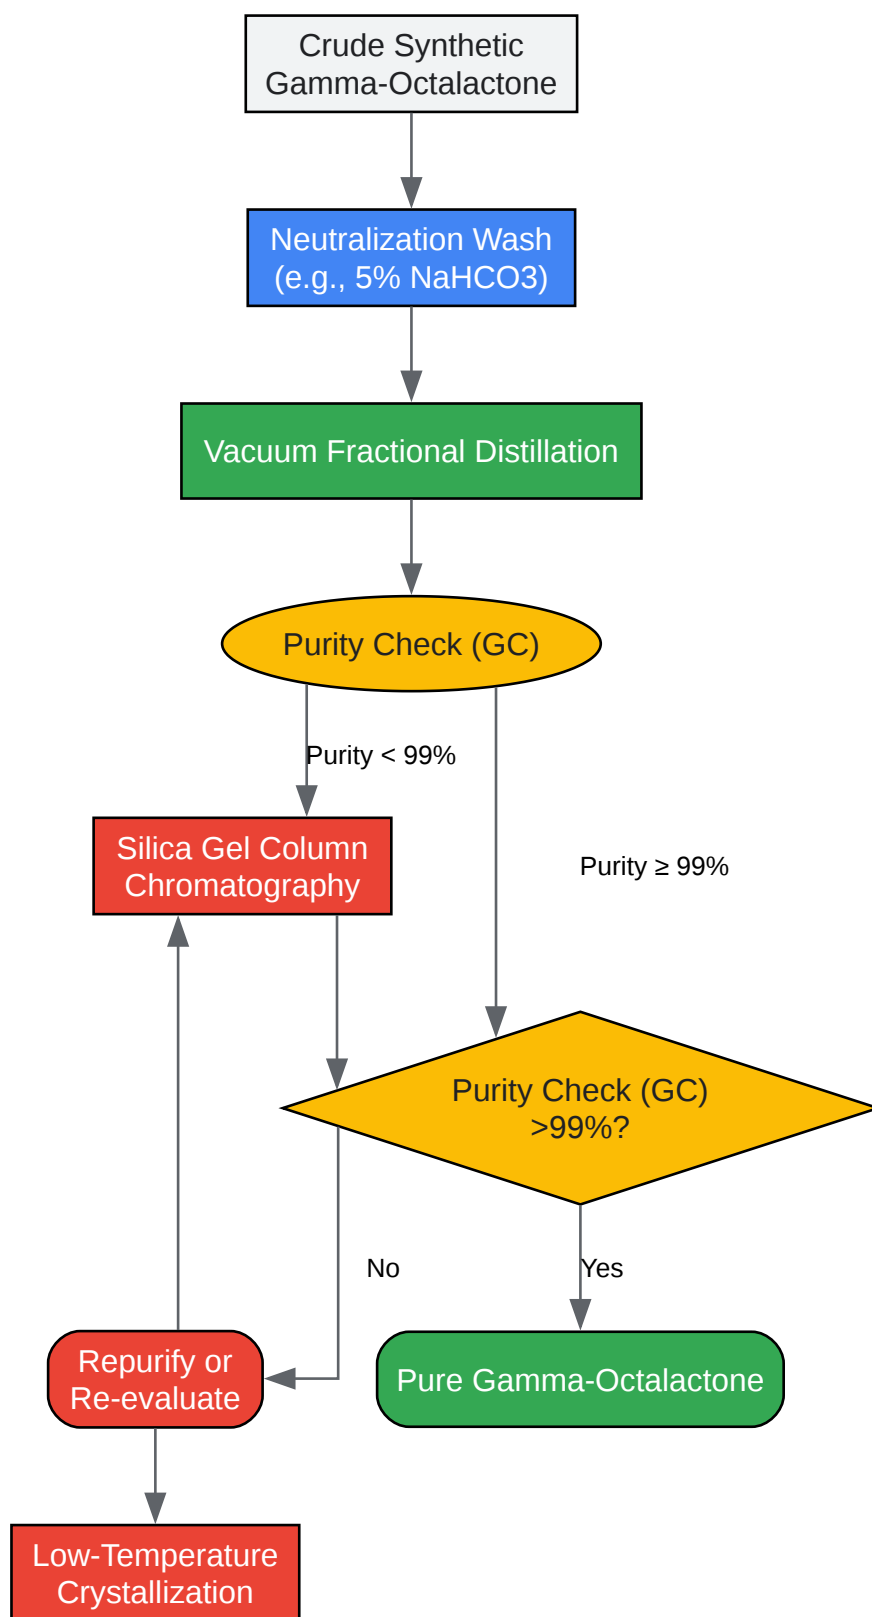 Crude Synthetic
Gamma-Octalactone
Neutralization Wash
(e.g., 5% NaHCO3)
Vacuum Fractional Distillation
Purity Check (GC)
Purity < 99%
Silica Gel Column
Chromatography
Purity ≥ 99%
Purity Check (GC)
>99%?
No
Yes
Repurify or
Re-evaluate
Pure Gamma-Octalactone
Low-Temperature
Crystallization